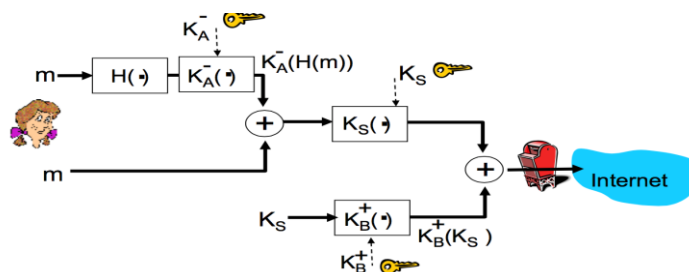 K_A^-
m
H(·)
K_A^-(·)
K_A^-(H(m))
K_S
+
K_S(·)
m
+
Internet
K_S
K_B^+(·)
K_B^+(K_S)
K_B^+